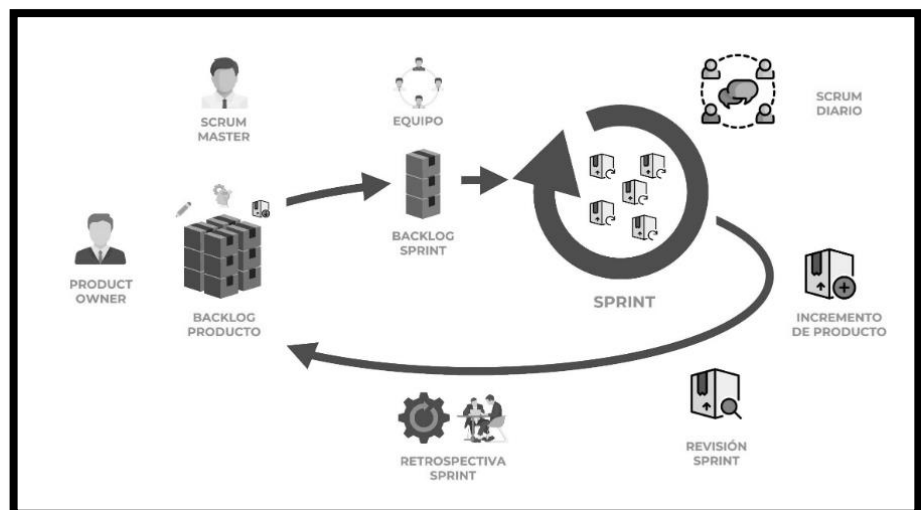 SCRUM
MASTER
EQUIPO
SCRUM
DIARIO
PRODUCT
OWNER
BACKLOG
PRODUCTO
BACKLOG
SPRINT
SPRINT
INCREMENTO
DE PRODUCTO
RETROSPECTIVA
SPRINT
REVISIÓN
SPRINT